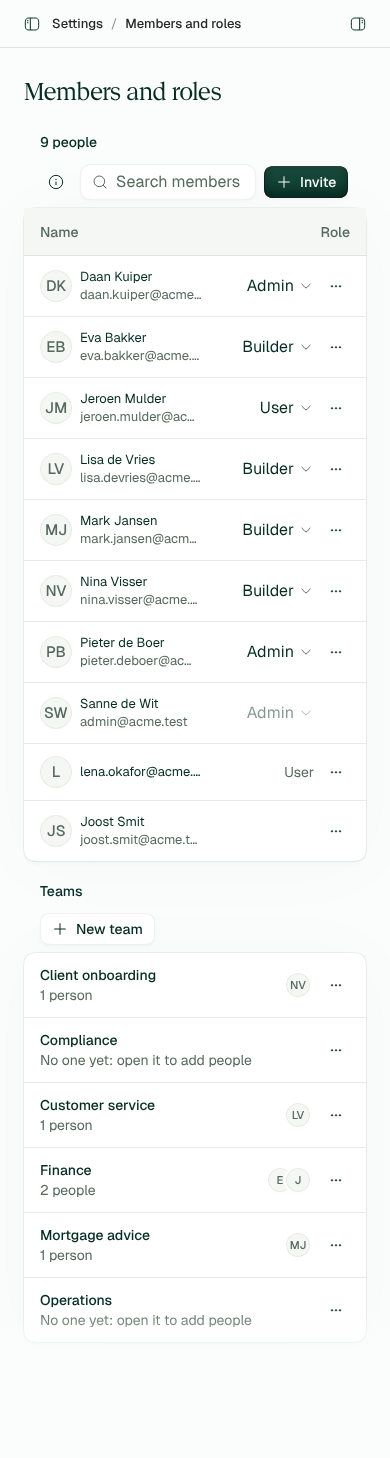 Settings / Members and roles
Members and roles
9 people
Search members
Invite
Name Role
DK Daan Kuiper Admin
daan.kuiper@acme...
EB Eva Bakker Builder
eva.bakker@acme....
JM Jeroen Mulder User
jeroen.mulder@ac...
LV Lisa de Vries Builder
lisa.devries@acme....
MJ Mark Jansen Builder
mark.jansen@acm...
NV Nina Visser Builder
nina.visser@acme....
PB Pieter de Boer Admin
pieter.deboer@ac...
SW Sanne de Wit Admin
admin@acme.test
L lena.okafor@acme.... User
JS Joost Smit
joost.smit@acme.t...
Teams
New team
Client onboarding NV
1 person
Compliance
No one yet: open it to add people
Customer service LV
1 person
Finance E J
2 people
Mortgage advice MJ
1 person
Operations
No one yet: open it to add people